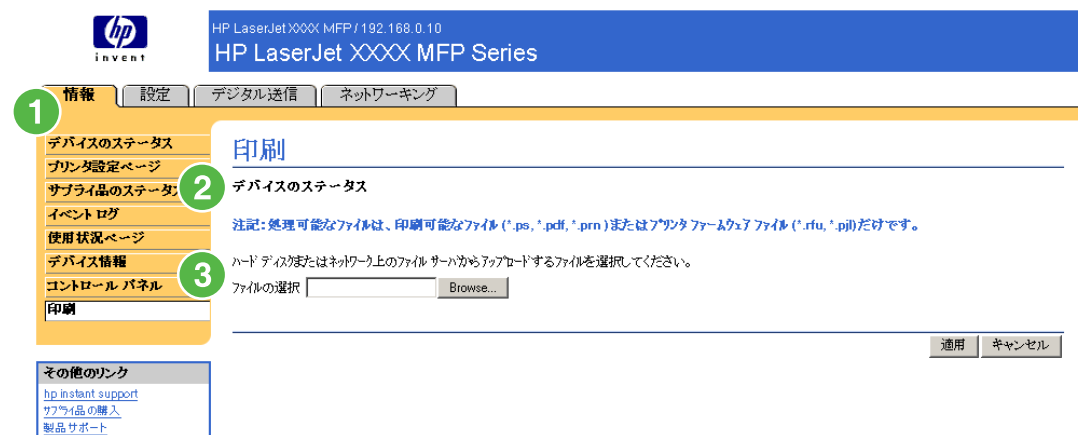 hp
invent
HP LaserJet XXXX MFP / 192.168.0.10
HP LaserJet XXXX MFP Series
情報 設定 デジタル送信 ネットワーキング
1
デバイスのステータス
プリンタ設定ページ
サプライ品のステータス
イベント ログ
使用状況ページ
デバイス情報
コントロール パネル
印刷
印刷
2
デバイスのステータス
注記:処理可能なファイルは、印刷可能なファイル (*.ps, *.pdf, *.prn )またはプリンタ ファームウェア ファイル (*.rfu, *.pjl)だけです。
ハード ディスクまたはネットワーク上のファイル サーバからアップロードするファイルを選択してください。
3
ファイルの選択 Browse...
適用 キャンセル
その他のリンク
hp instant support
サプライ品の購入
製品サポート